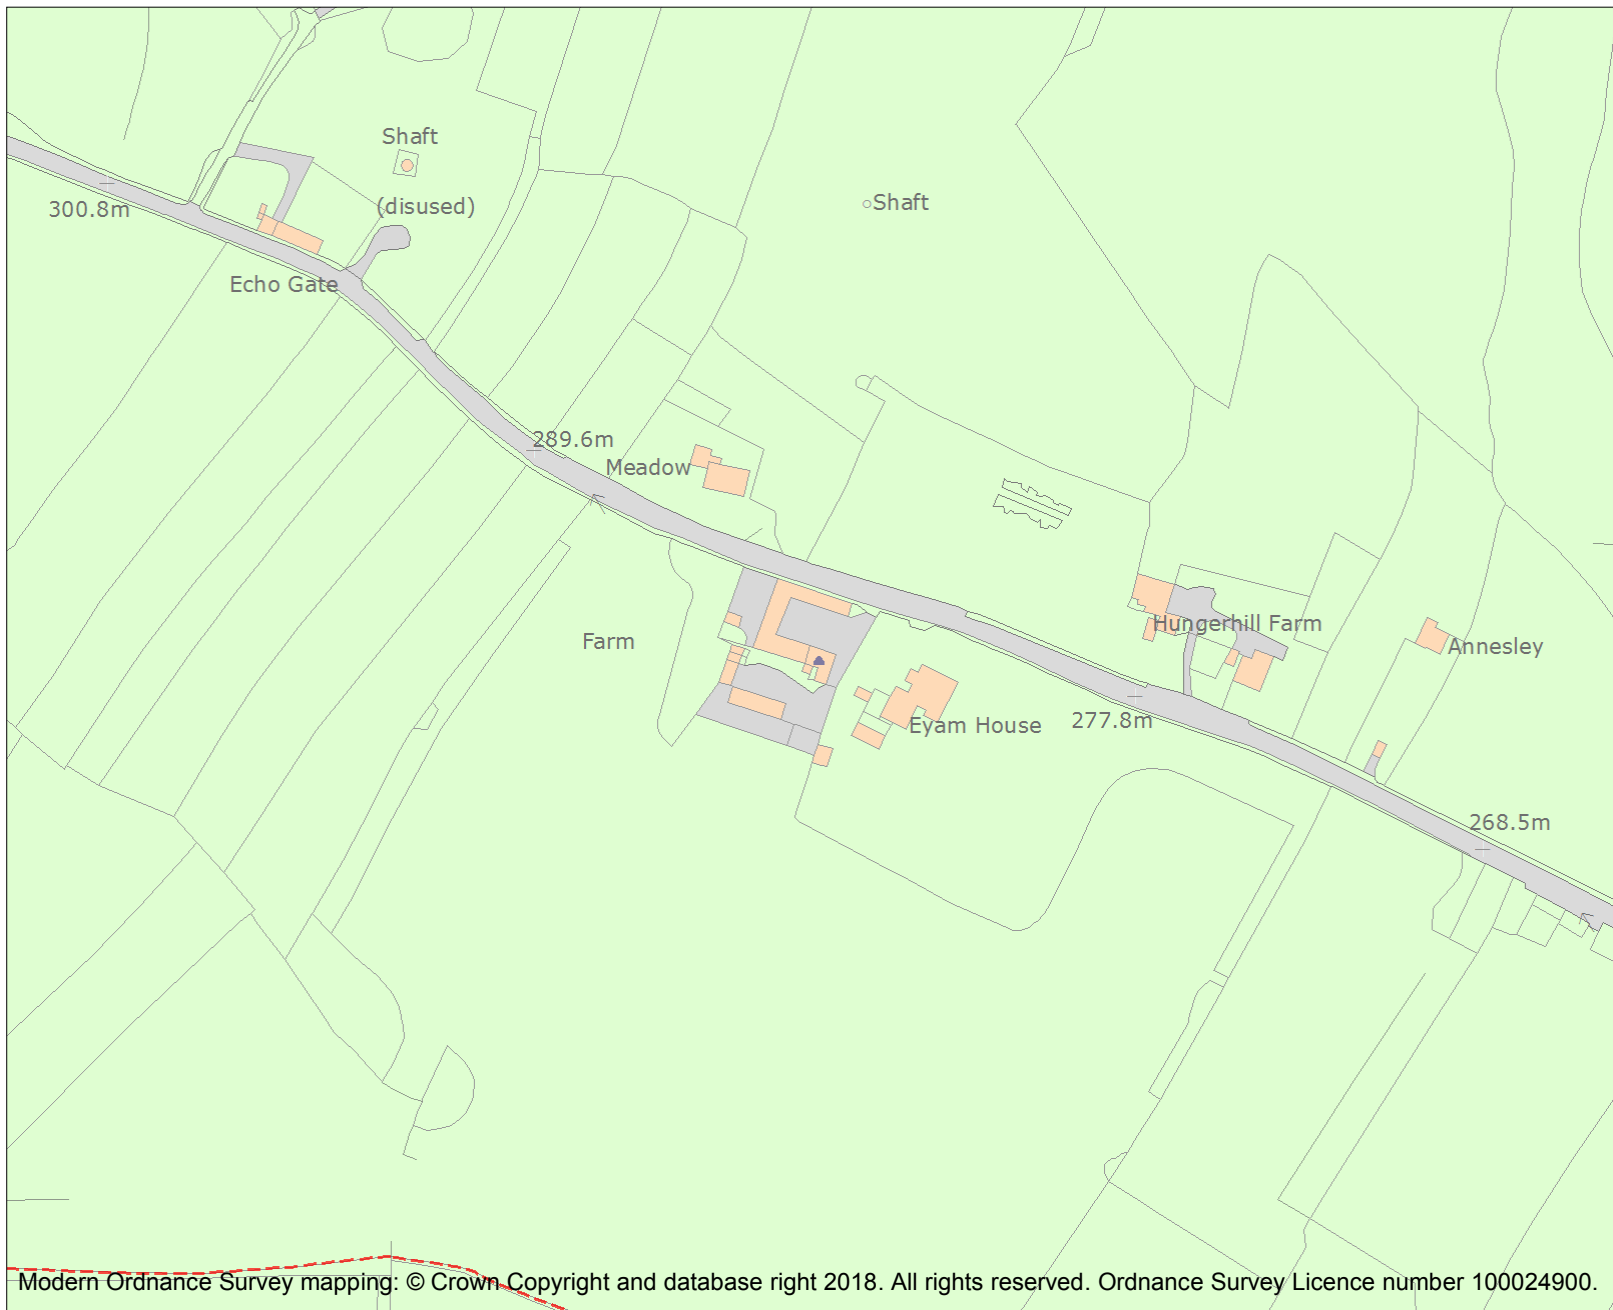 Shaft
(disused)
300.8m
Shaft
Echo Gate
289.6m
Meadow
Farm
Hungerhill Farm
Annesley
277.8m
Eyam House
268.5m
Modern Ordnance Survey mapping: © Crown Copyright and database right 2018. All rights reserved. Ordnance Survey Licence number 100024900.